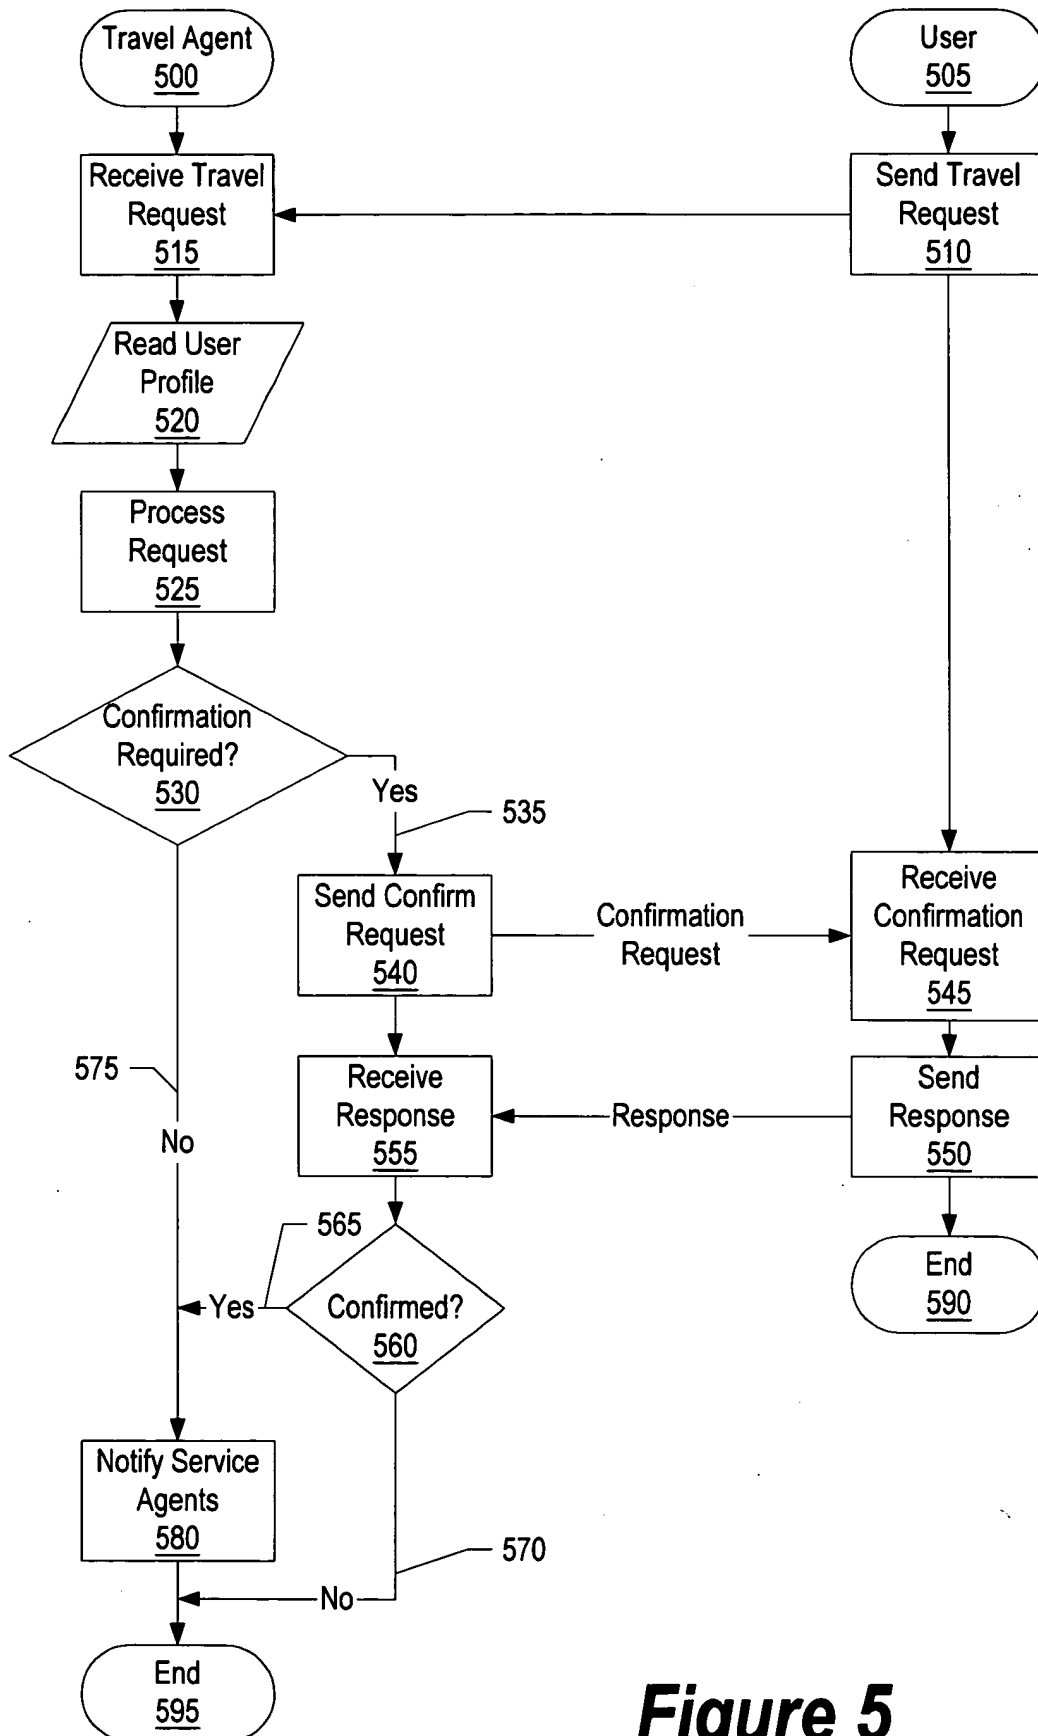 Travel Agent
500
User
505
Receive Travel
Request
515
Send Travel
Request
510
Read User
Profile
520
Process
Request
525
Confirmation
Required?
530
Yes
535
Send Confirm
Request
540
Confirmation
Request
Receive
Confirmation
Request
545
575
No
Receive
Response
555
Response
Send
Response
550
565
Yes
Confirmed?
560
End
590
Notify Service
Agents
580
570
No
End
595
Figure 5